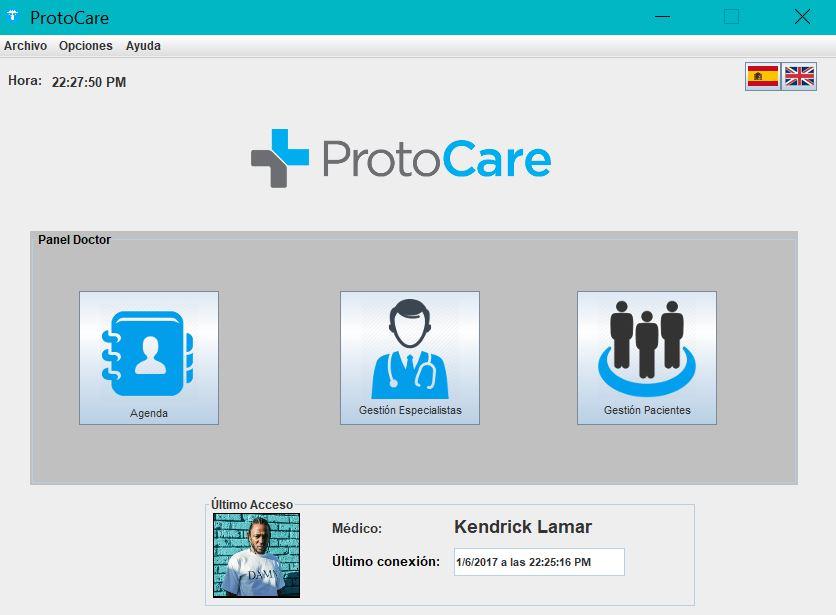 ProtoCare
Archivo Opciones Ayuda
Hora: 22:27:50 PM
ProtoCare
Panel Doctor
Agenda
Gestión Especialistas
Gestión Pacientes
Último Acceso
Médico: Kendrick Lamar
Último conexión: 1/6/2017 a las 22:25:16 PM
DAMN